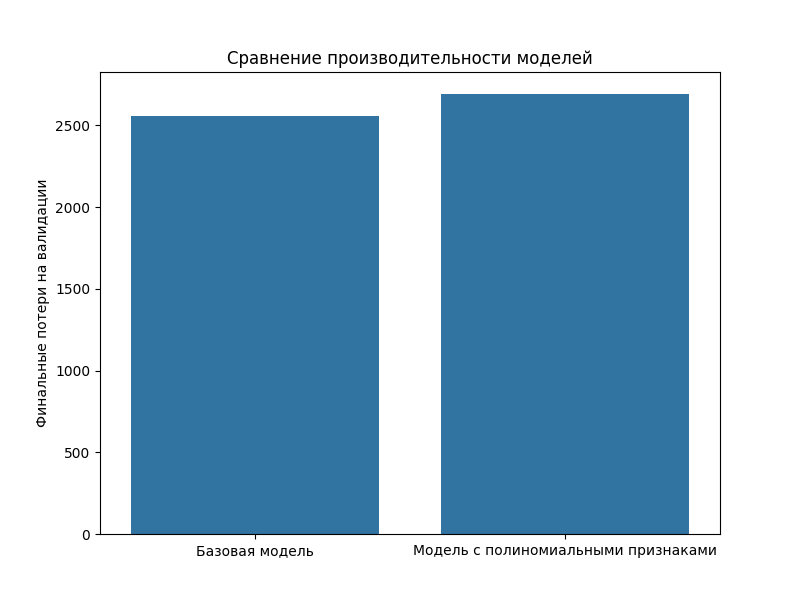 Сравнение производительности моделей
Финальные потери на валидации
2500
2000
1500
1000
500
0
Базовая модель
Модель с полиномиальными признаками